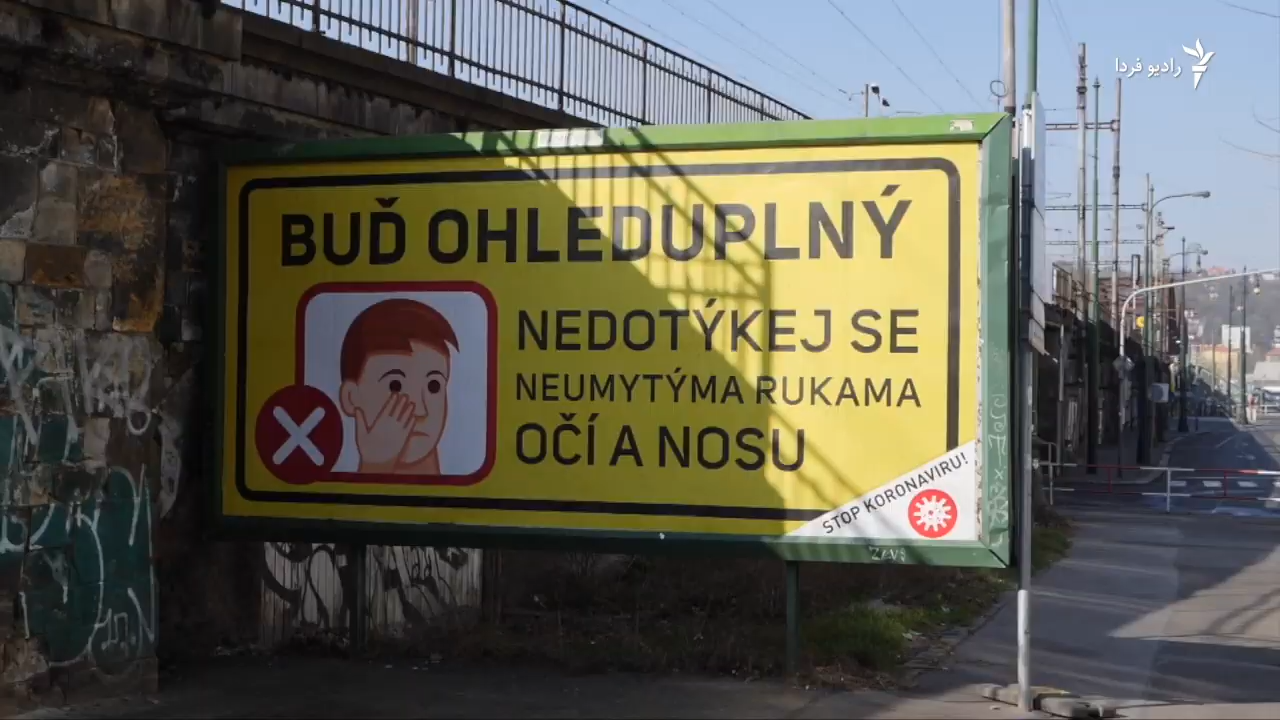 رادیو فردا
BUĎ OHLEDUPLNÝ
NEDOTÝKEJ SE
NEUMYTÝMA RUKAMA
OČÍ A NOSU
STOP KORONAVIRU!